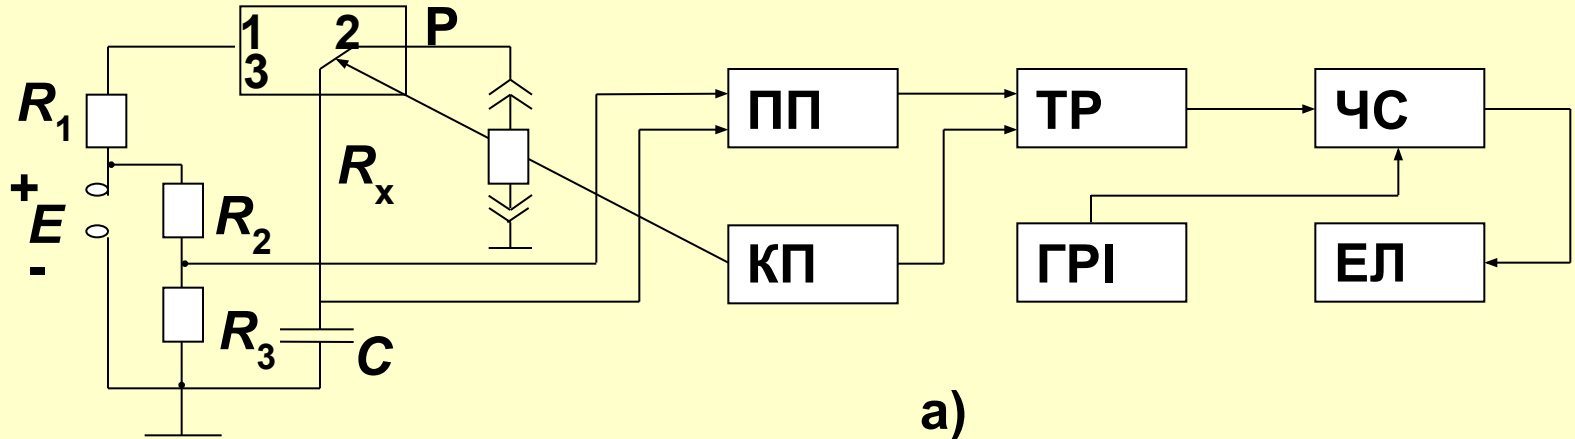 1 2 P
3
R1
ПП ТР ЧС
Rx
+
E
-
R2
КП ГРІ ЕЛ
R3
C
а)